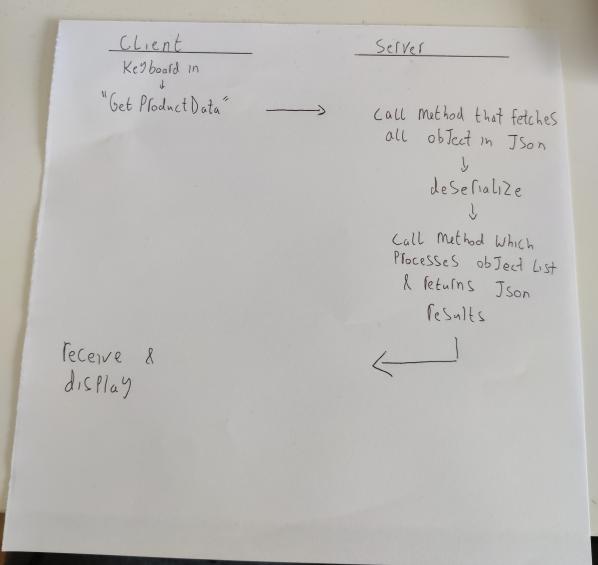 Client
Keyboard in
"Get ProductData"
receive &
display
Server
Call Method that fetches
all object in Json
deserialize
Call Method Which
Processes object List
& returns Json
results